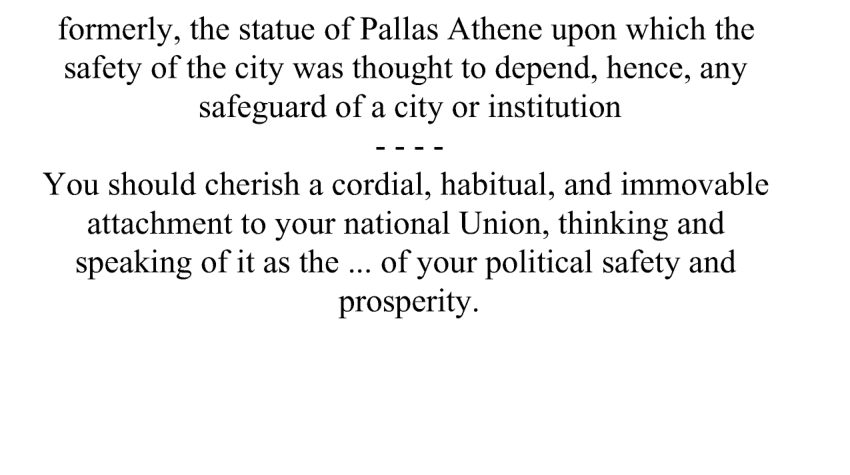 formerly, the statue of Pallas Athene upon which the
safety of the city was thought to depend, hence, any
safeguard of a city or institution
- - - -
You should cherish a cordial, habitual, and immovable
attachment to your national Union, thinking and
speaking of it as the ... of your political safety and
prosperity.